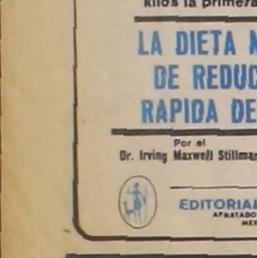 kilos la primera
LA DIETA
DE REDUC
RAPIDA DE
Por el
Dr. Irving Maxwell Stillman
EDITORIAL
APARTADO
MEX